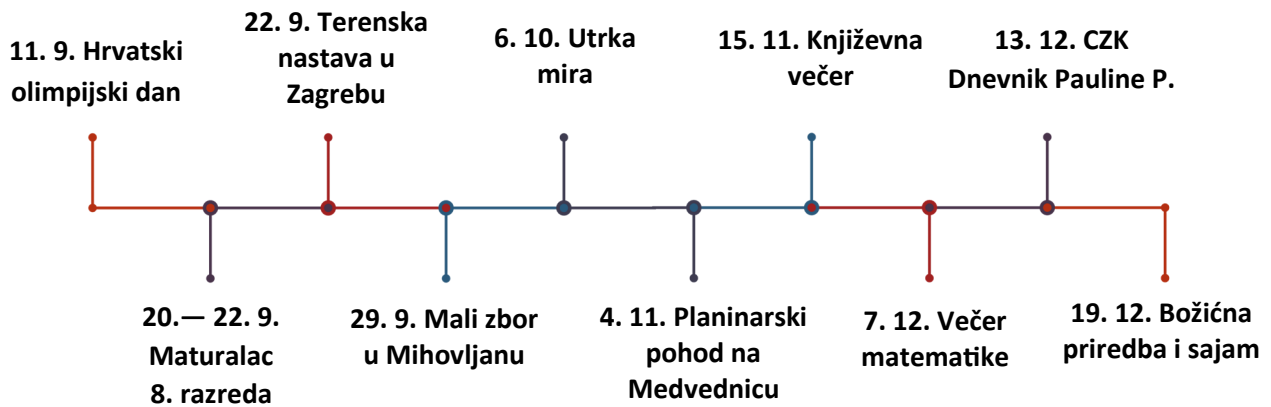 11. 9. Hrvatski
olimpijski dan
20.— 22. 9.
Maturalac
8. razreda
22. 9. Terenska
nastava u
Zagrebu
29. 9. Mali zbor
u Mihovljanu
6. 10. Utrka
mira
4. 11. Planinarski
pohod na
Medvednicu
15. 11. Književna
večer
7. 12. Večer
matematike
13. 12. CZK
Dnevnik Pauline P.
19. 12. Božićna
priredba i sajam